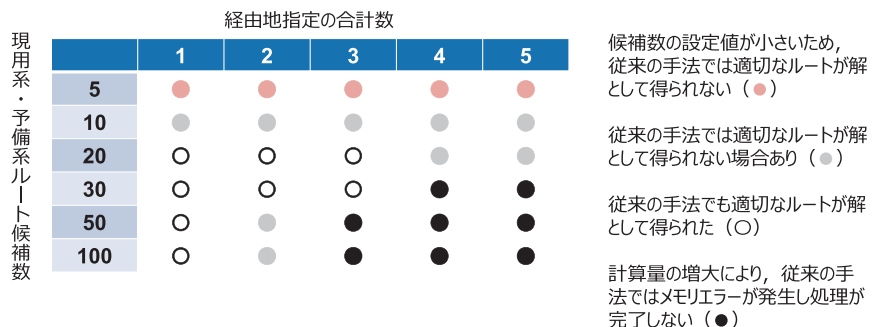 経由地指定の合計数
現用系・予備系ルート候補数
1 2 3 4 5
5 ● ● ● ● ●
10 ● ● ● ● ●
20 ○ ○ ○ ● ●
30 ○ ○ ○ ● ●
50 ○ ● ● ● ●
100 ○ ● ● ● ●
候補数の設定値が小さいため,
従来の手法では適切なルートが解
として得られない（●）
従来の手法では適切なルートが解
として得られない場合あり（●）
従来の手法でも適切なルートが解
として得られた（○）
計算量の増大により, 従来の手
法ではメモリエラーが発生し処理が
完了しない（●）